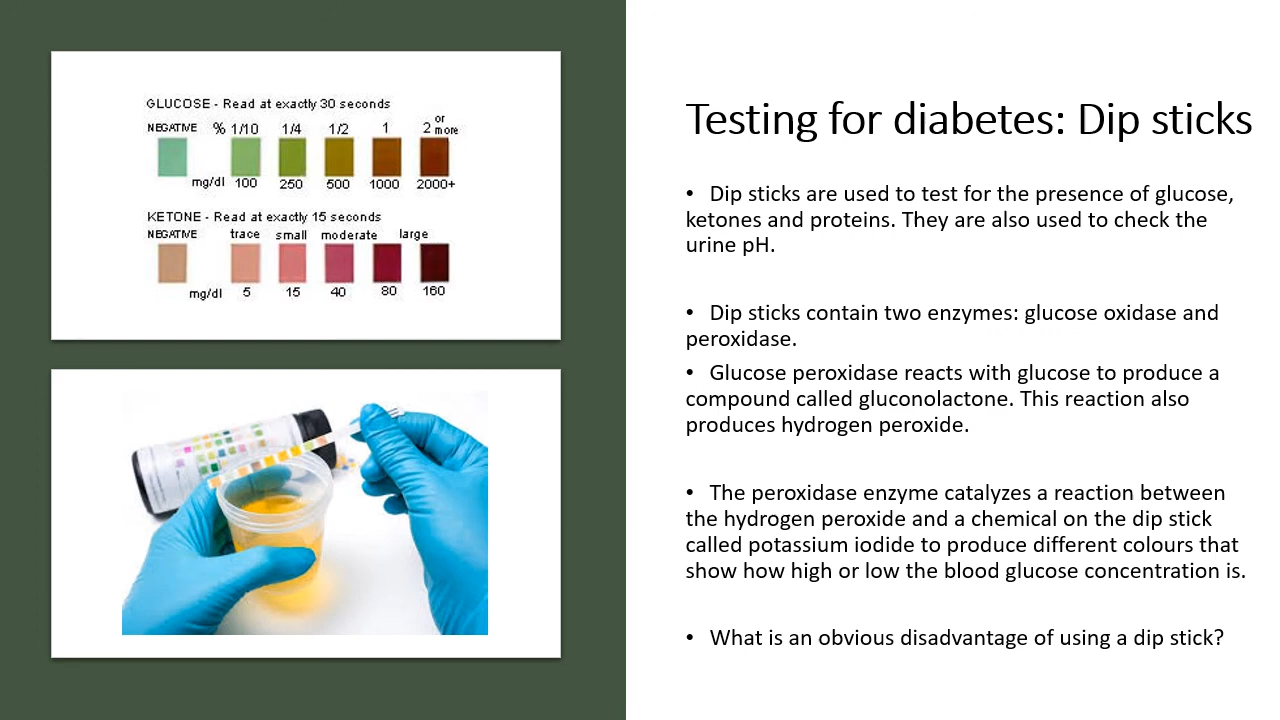 GLUCOSE - Read at exactly 30 seconds
NEGATIVE % 1/10 1/4 1/2 1 2 or more
mg/dl 100 250 500 1000 2000+
KETONE - Read at exactly 15 seconds
NEGATIVE trace small moderate large
mg/dl 5 15 40 80 160
Testing for diabetes: Dip sticks
• Dip sticks are used to test for the presence of glucose,
ketones and proteins. They are also used to check the
urine pH.
• Dip sticks contain two enzymes: glucose oxidase and
peroxidase.
• Glucose peroxidase reacts with glucose to produce a
compound called gluconolactone. This reaction also
produces hydrogen peroxide.
• The peroxidase enzyme catalyzes a reaction between
the hydrogen peroxide and a chemical on the dip stick
called potassium iodide to produce different colours that
show how high or low the blood glucose concentration is.
• What is an obvious disadvantage of using a dip stick?